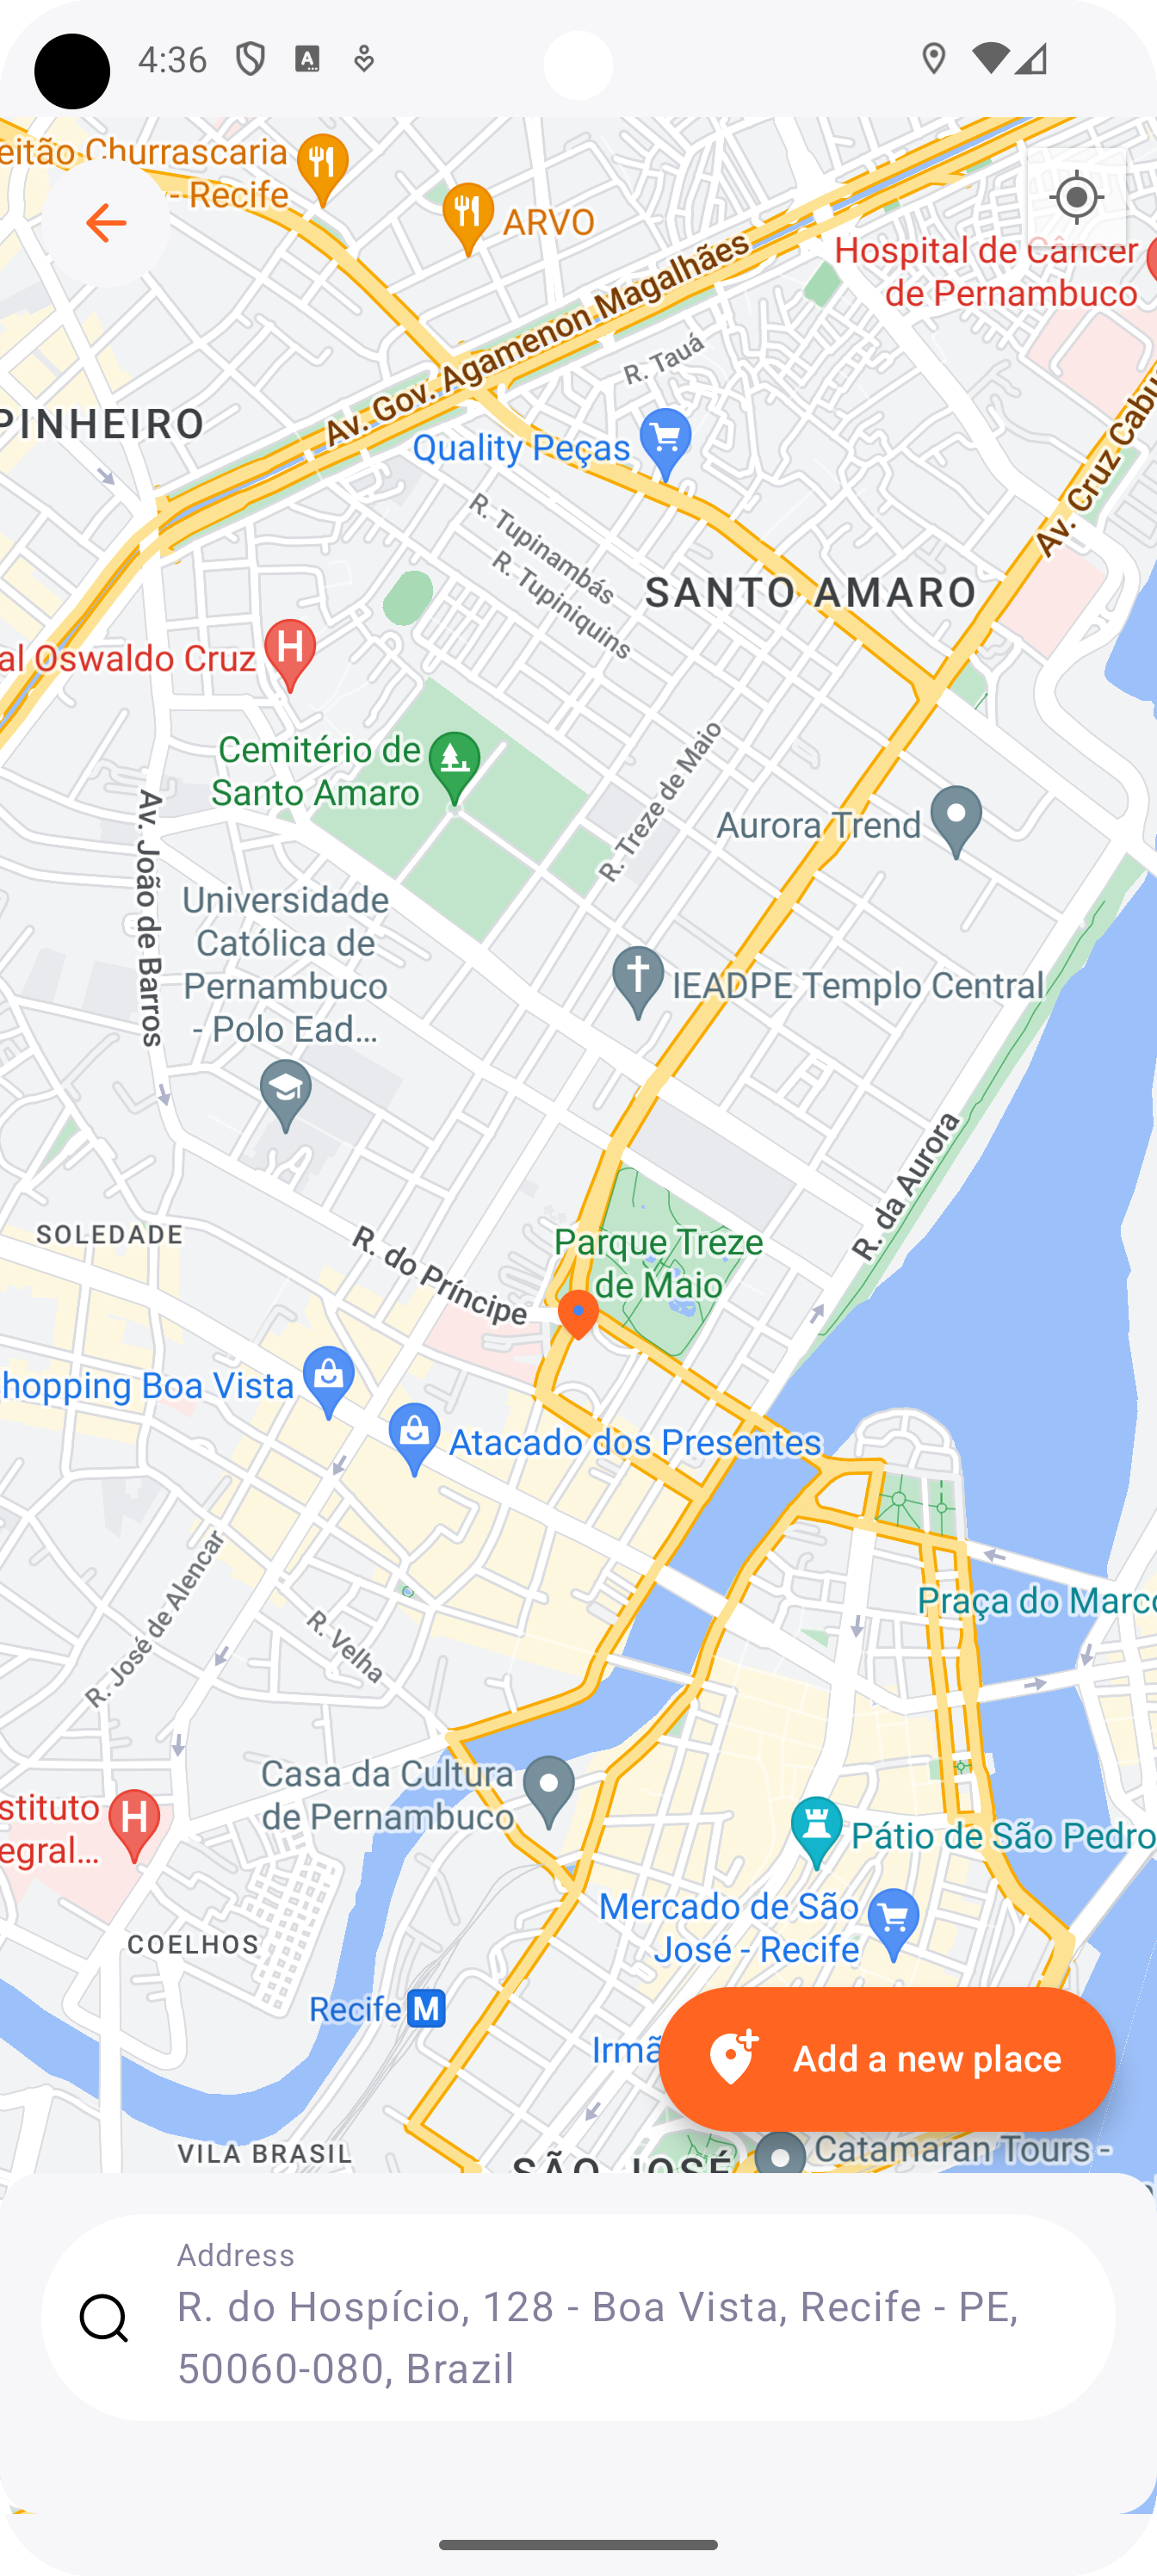 4:36
eitão Churrascaria
- Recife
ARVO
Hospital de Câncer
de Pernambuco
Av. Gov. Agamenon Magalhães
R. Tauá
PINHEIRO
Quality Peças
Av. Cruz Cabu
R. Tupinambás
R. Tupiniquins
SANTO AMARO
al Oswaldo Cruz
H
Cemitério de
Santo Amaro
R. Treze de Maio
Aurora Trend
Av. João de Barros
Universidade
Católica de
Pernambuco
- Polo Ead...
IEADPE Templo Central
R. da Aurora
SOLEDADE
R. do Príncipe
Parque Treze
de Maio
hopping Boa Vista
Atacado dos Presentes
R. José de Alencar
R. Velha
Praça do Marco
Casa da Cultura
de Pernambuco
stituto
egral...
H
Pátio de São Pedro
Mercado de São
José - Recife
COELHOS
Recife M
Irmã
Add a new place
VILA BRASIL
SÃO JOSÉ
Catamaran Tours -
Address
R. do Hospício, 128 - Boa Vista, Recife - PE,
50060-080, Brazil